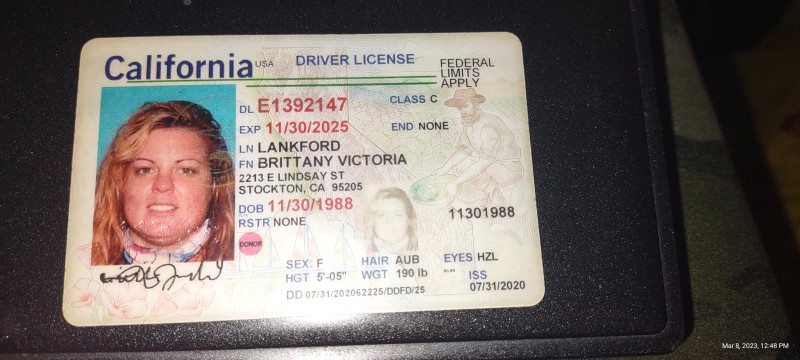 California USA DRIVER LICENSE
FEDERAL
LIMITS
APPLY
DL E1392147 CLASS C
EXP 11/30/2025 END NONE
LN LANKFORD
FN BRITTANY VICTORIA
2213 E LINDSAY ST
STOCKTON, CA 95205
DOB 11/30/1988
RSTR NONE
11301988
DONOR
SEX F HAIR AUB EYES HZL
HGT 5'-05" WGT 190 lb ISS
DD 07/31/202062225/DDFD/25 07/31/2020
Mar 8, 2023, 12:48 PM